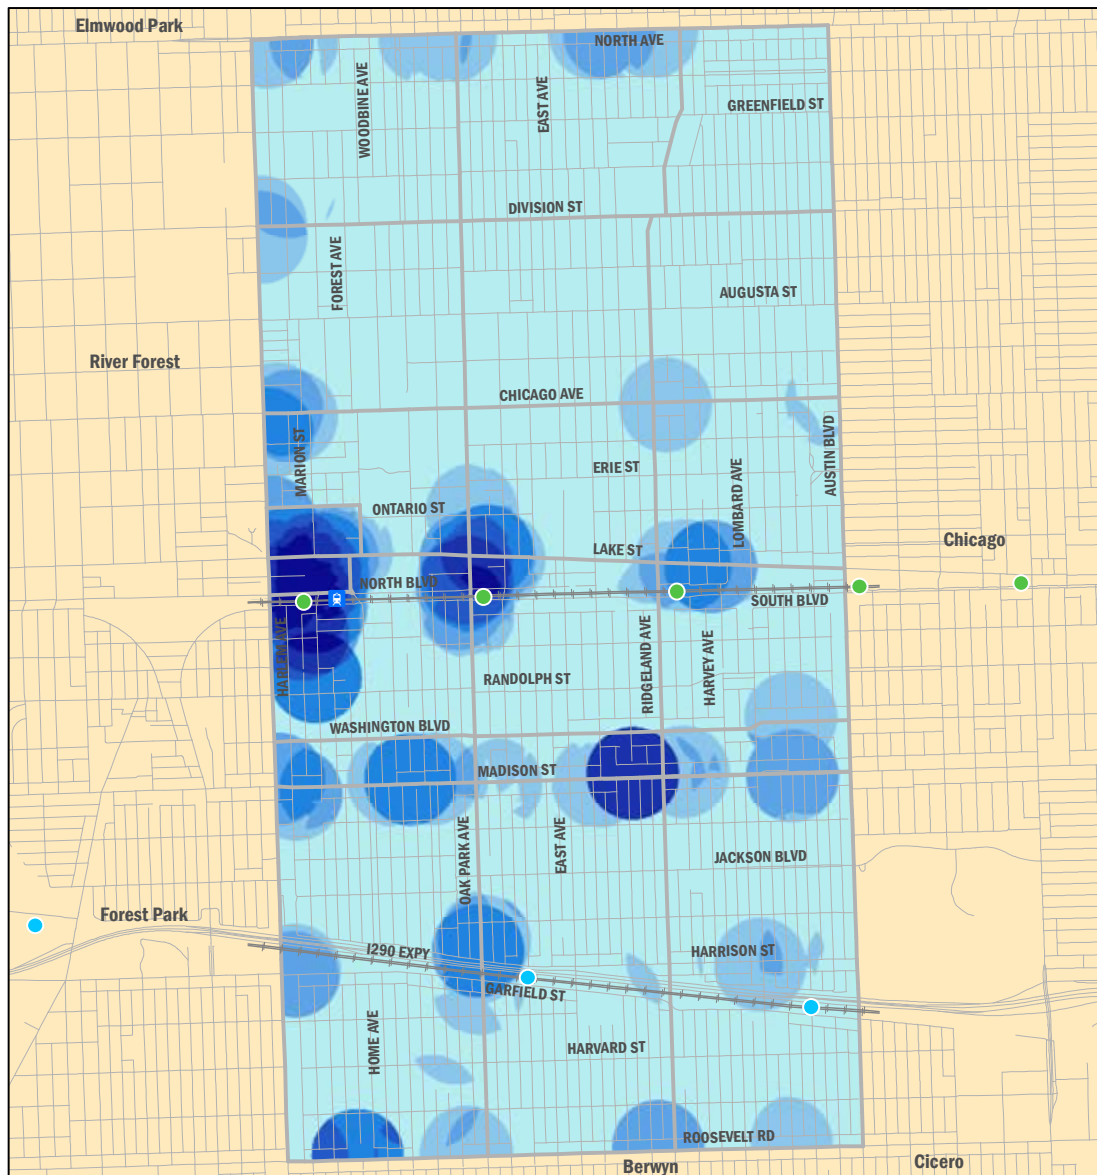 Elmwood Park
NORTH AVE
WOODBINE AVE
EAST AVE
GREENFIELD ST
DIVISION ST
FOREST AVE
AUGUSTA ST
River Forest
CHICAGO AVE
MARION ST
ERIE ST
AUSTIN BLVD
LOMBARD AVE
ONTARIO ST
LAKE ST
Chicago
NORTH BLVD
SOUTH BLVD
HARLEM AVE
RIDGELAND AVE
HARVEY AVE
RANDOLPH ST
WASHINGTON BLVD
MADISON ST
OAK PARK AVE
EAST AVE
JACKSON BLVD
Forest Park
I290 EXPY
HARRISON ST
GARFIELD ST
HOME AVE
HARVARD ST
ROOSEVELT RD
Berwyn
Cicero